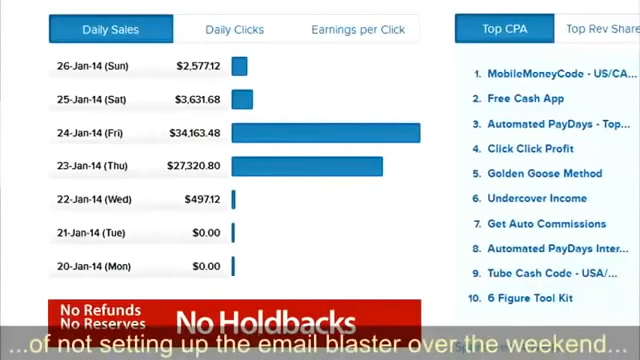 Daily Sales Daily Clicks Earnings per Click
26-Jan-14 (Sun) $2,577.12
25-Jan-14 (Sat) $3,631.68
24-Jan-14 (Fri) $34,163.48
23-Jan-14 (Thu) $27,320.80
22-Jan-14 (Wed) $497.12
21-Jan-14 (Tue) $0.00
20-Jan-14 (Mon) $0.00
No Refunds
No Reserves
No Holdbacks
Top CPA Top Rev Share
1. MobileMoneyCode - US/CA...
2. Free Cash App
3. Automated PayDays - Top...
4. Click Click Profit
5. Golden Goose Method
6. Undercover Income
7. Get Auto Commissions
8. Automated PayDays Inter...
9. Tube Cash Code - USA/...
10. 6 Figure Tool Kit
...of not setting up the email blaster over the weekend...